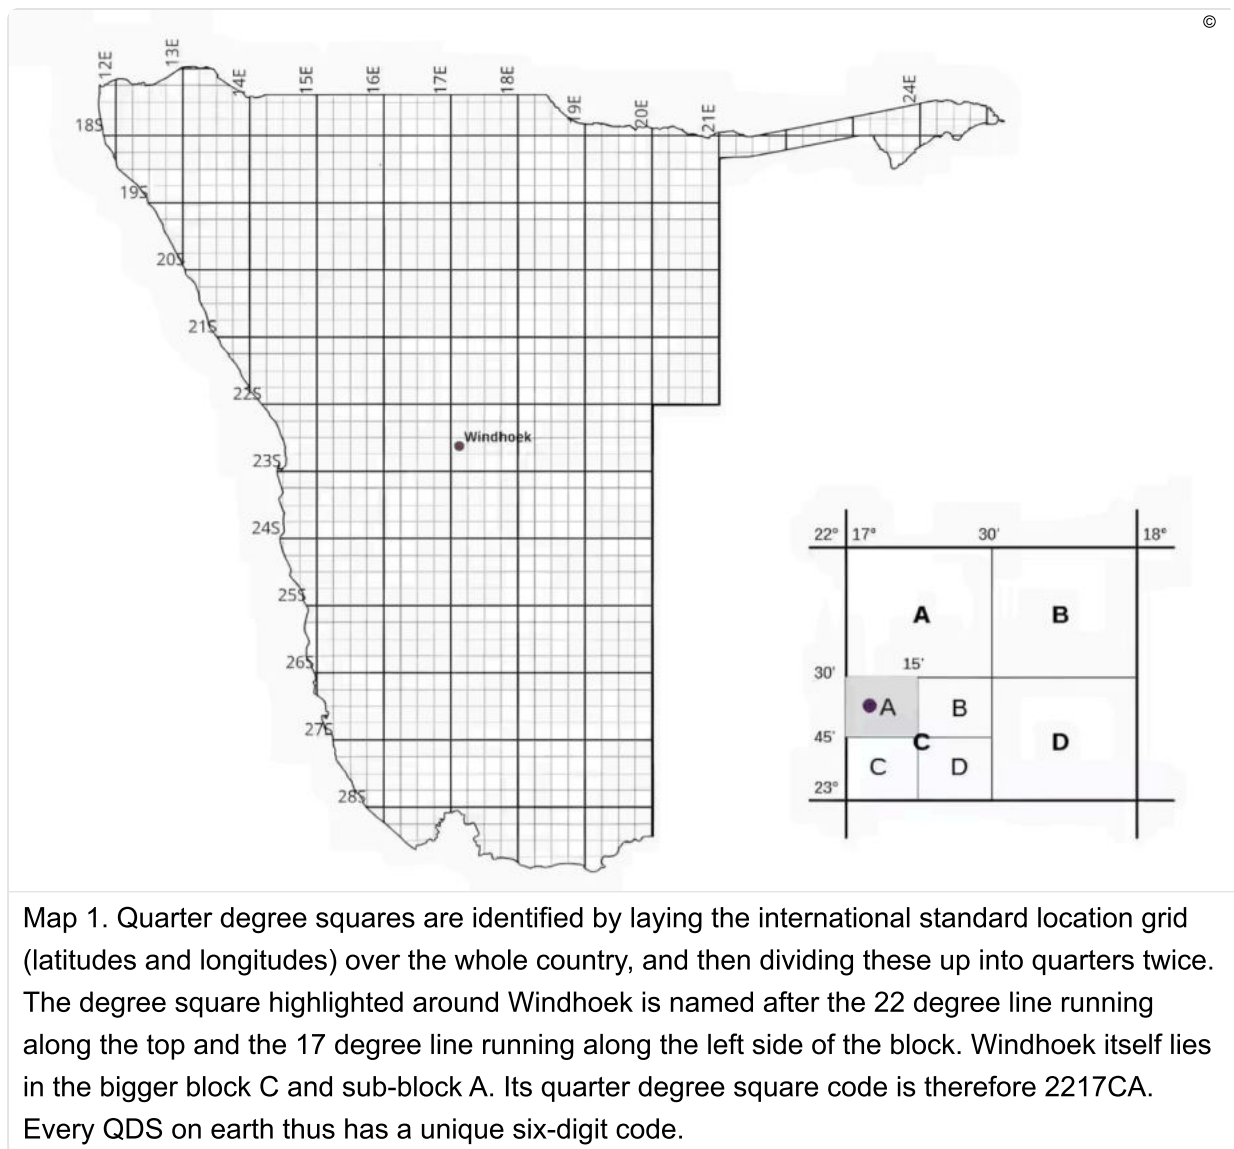 ©
12E
13E
14E
15E
16E
17E
18E
19E
20E
21E
24E
18S
19S
20S
21S
22S
23S
24S
25S
26S
27S
28S
Windhoek
22° 17° 30' 18°
A B
30' 15'
A B
45' C D
C D
23°
Map 1. Quarter degree squares are identified by laying the international standard location grid
(latitudes and longitudes) over the whole country, and then dividing these up into quarters twice.
The degree square highlighted around Windhoek is named after the 22 degree line running
along the top and the 17 degree line running along the left side of the block. Windhoek itself lies
in the bigger block C and sub-block A. Its quarter degree square code is therefore 2217CA.
Every QDS on earth thus has a unique six-digit code.